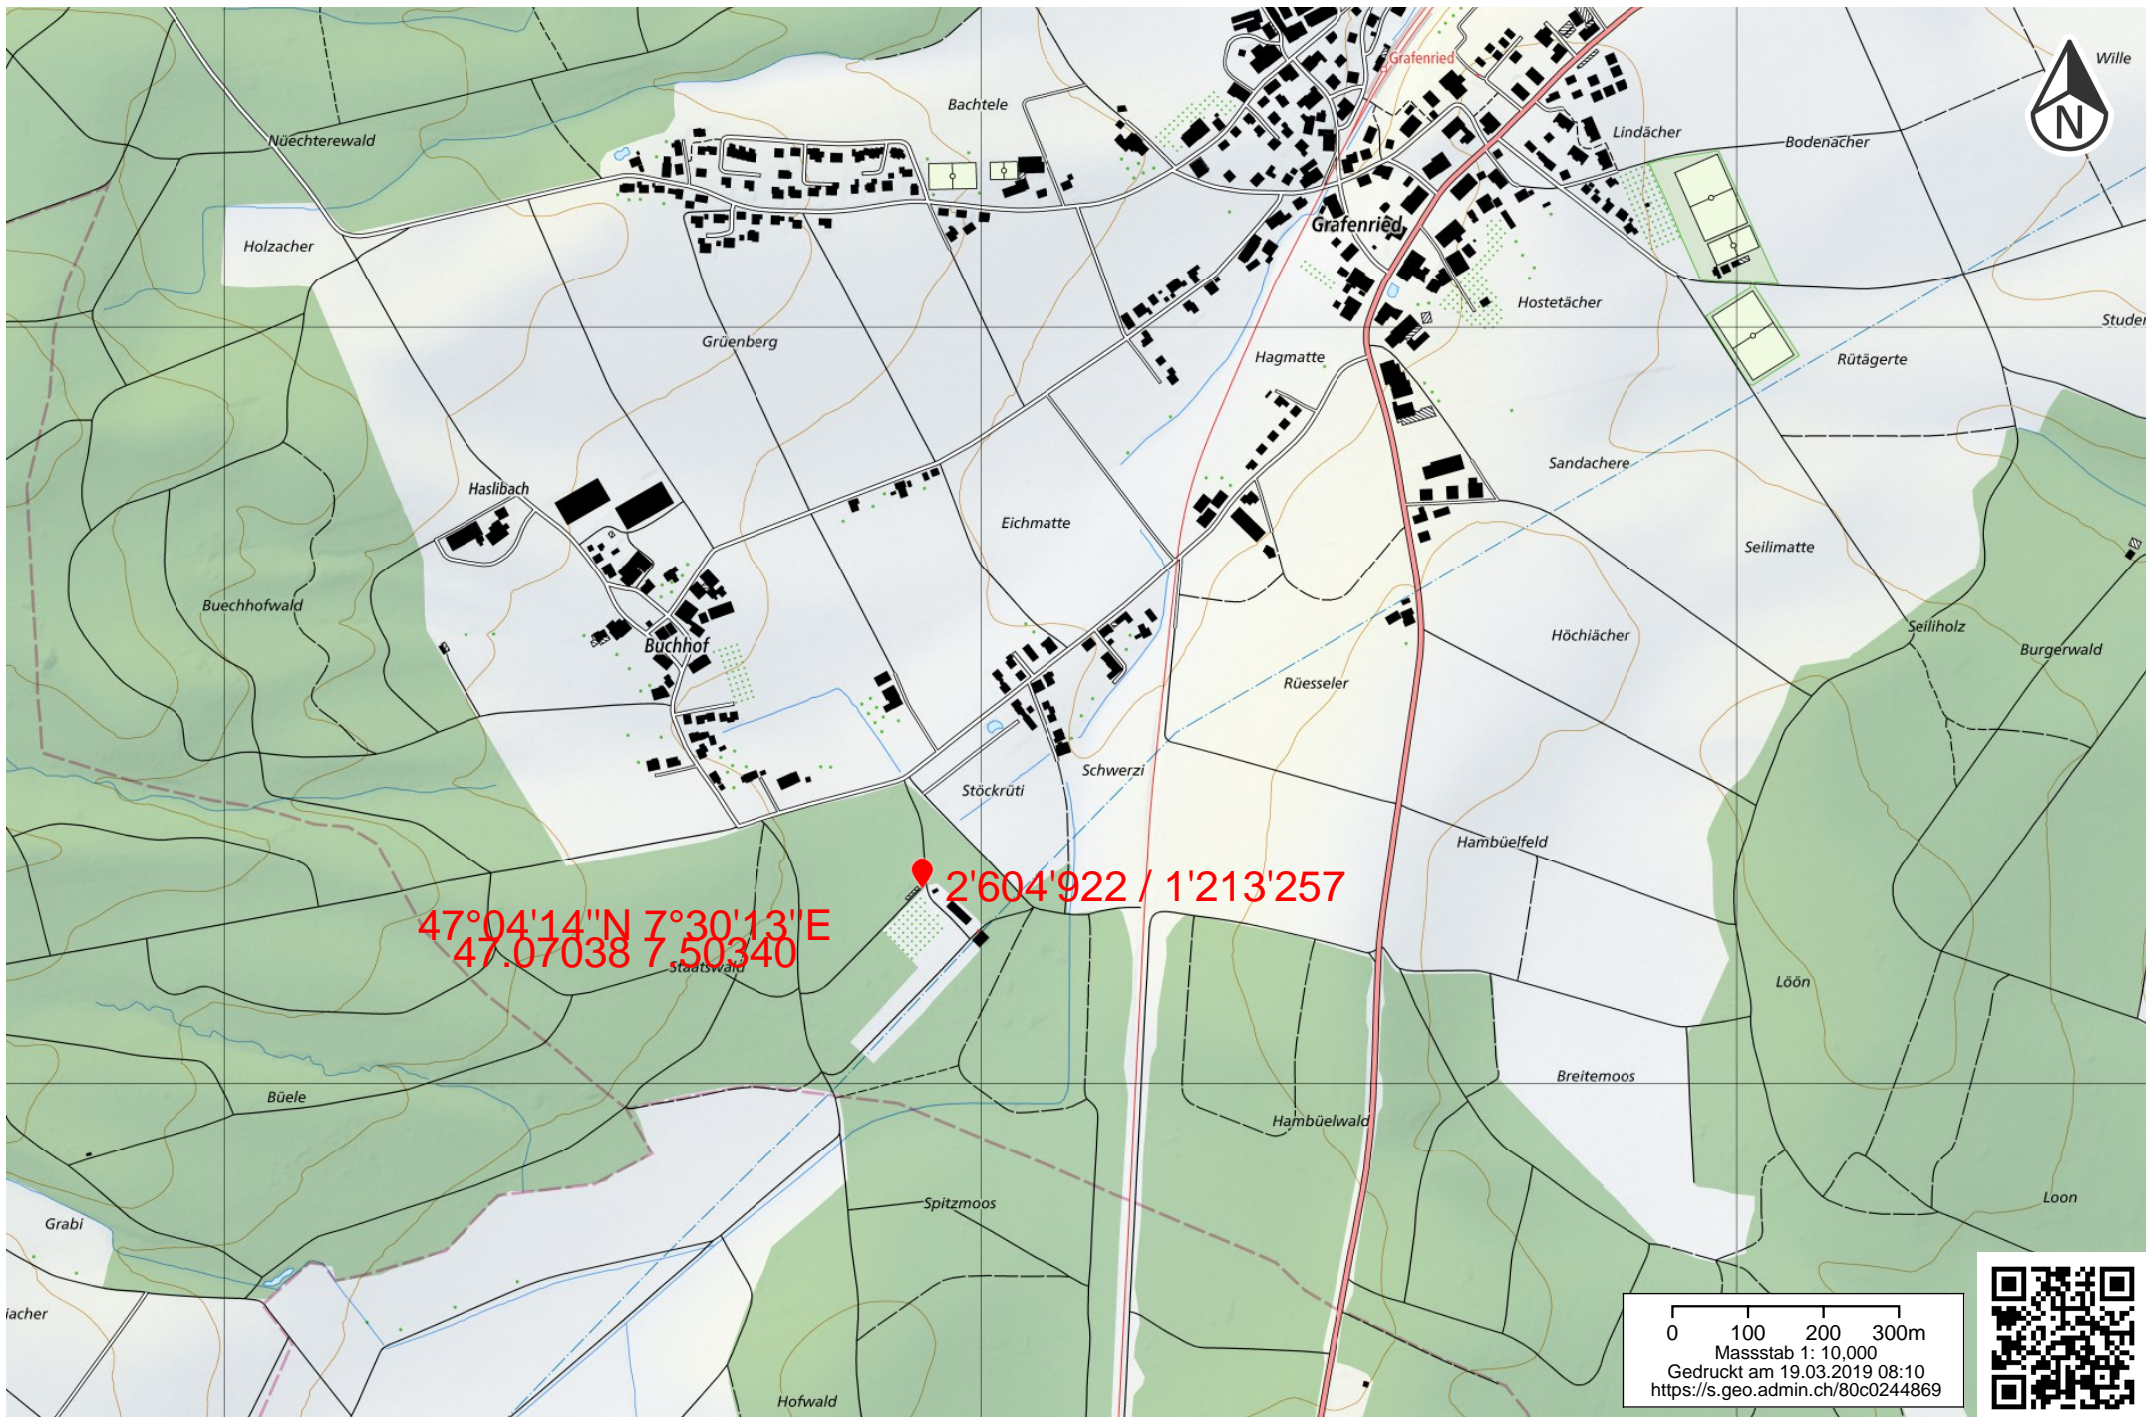 Wille
Grafenried
Bachtele
Lindächer
Nüechterewald
Bodenacher
Grafenried
Holzacher
Hostetächer
Grüenberg
Hagmatte
Rütägerte
Sandachere
Haslibach
Eichmatte
Seilimatte
Buechhofwald
Seiliholz
Höchiächer
Buchhof
Burgerwald
Rüesseler
Schwerzi
Stöckrüti
Hambüelfeld
2'604'922 / 1'213'257
47°04'14"N 7°30'13"E
47.07038 7.50340
Staatswald
Löön
Breitemoos
Büele
Hambüelwald
Loon
Spitzmoos
Grabi
iacher
Hofwald
0 100 200 300m
Massstab 1: 10,000
Gedruckt am 19.03.2019 08:10
https://s.geo.admin.ch/80c0244869
N
Studer